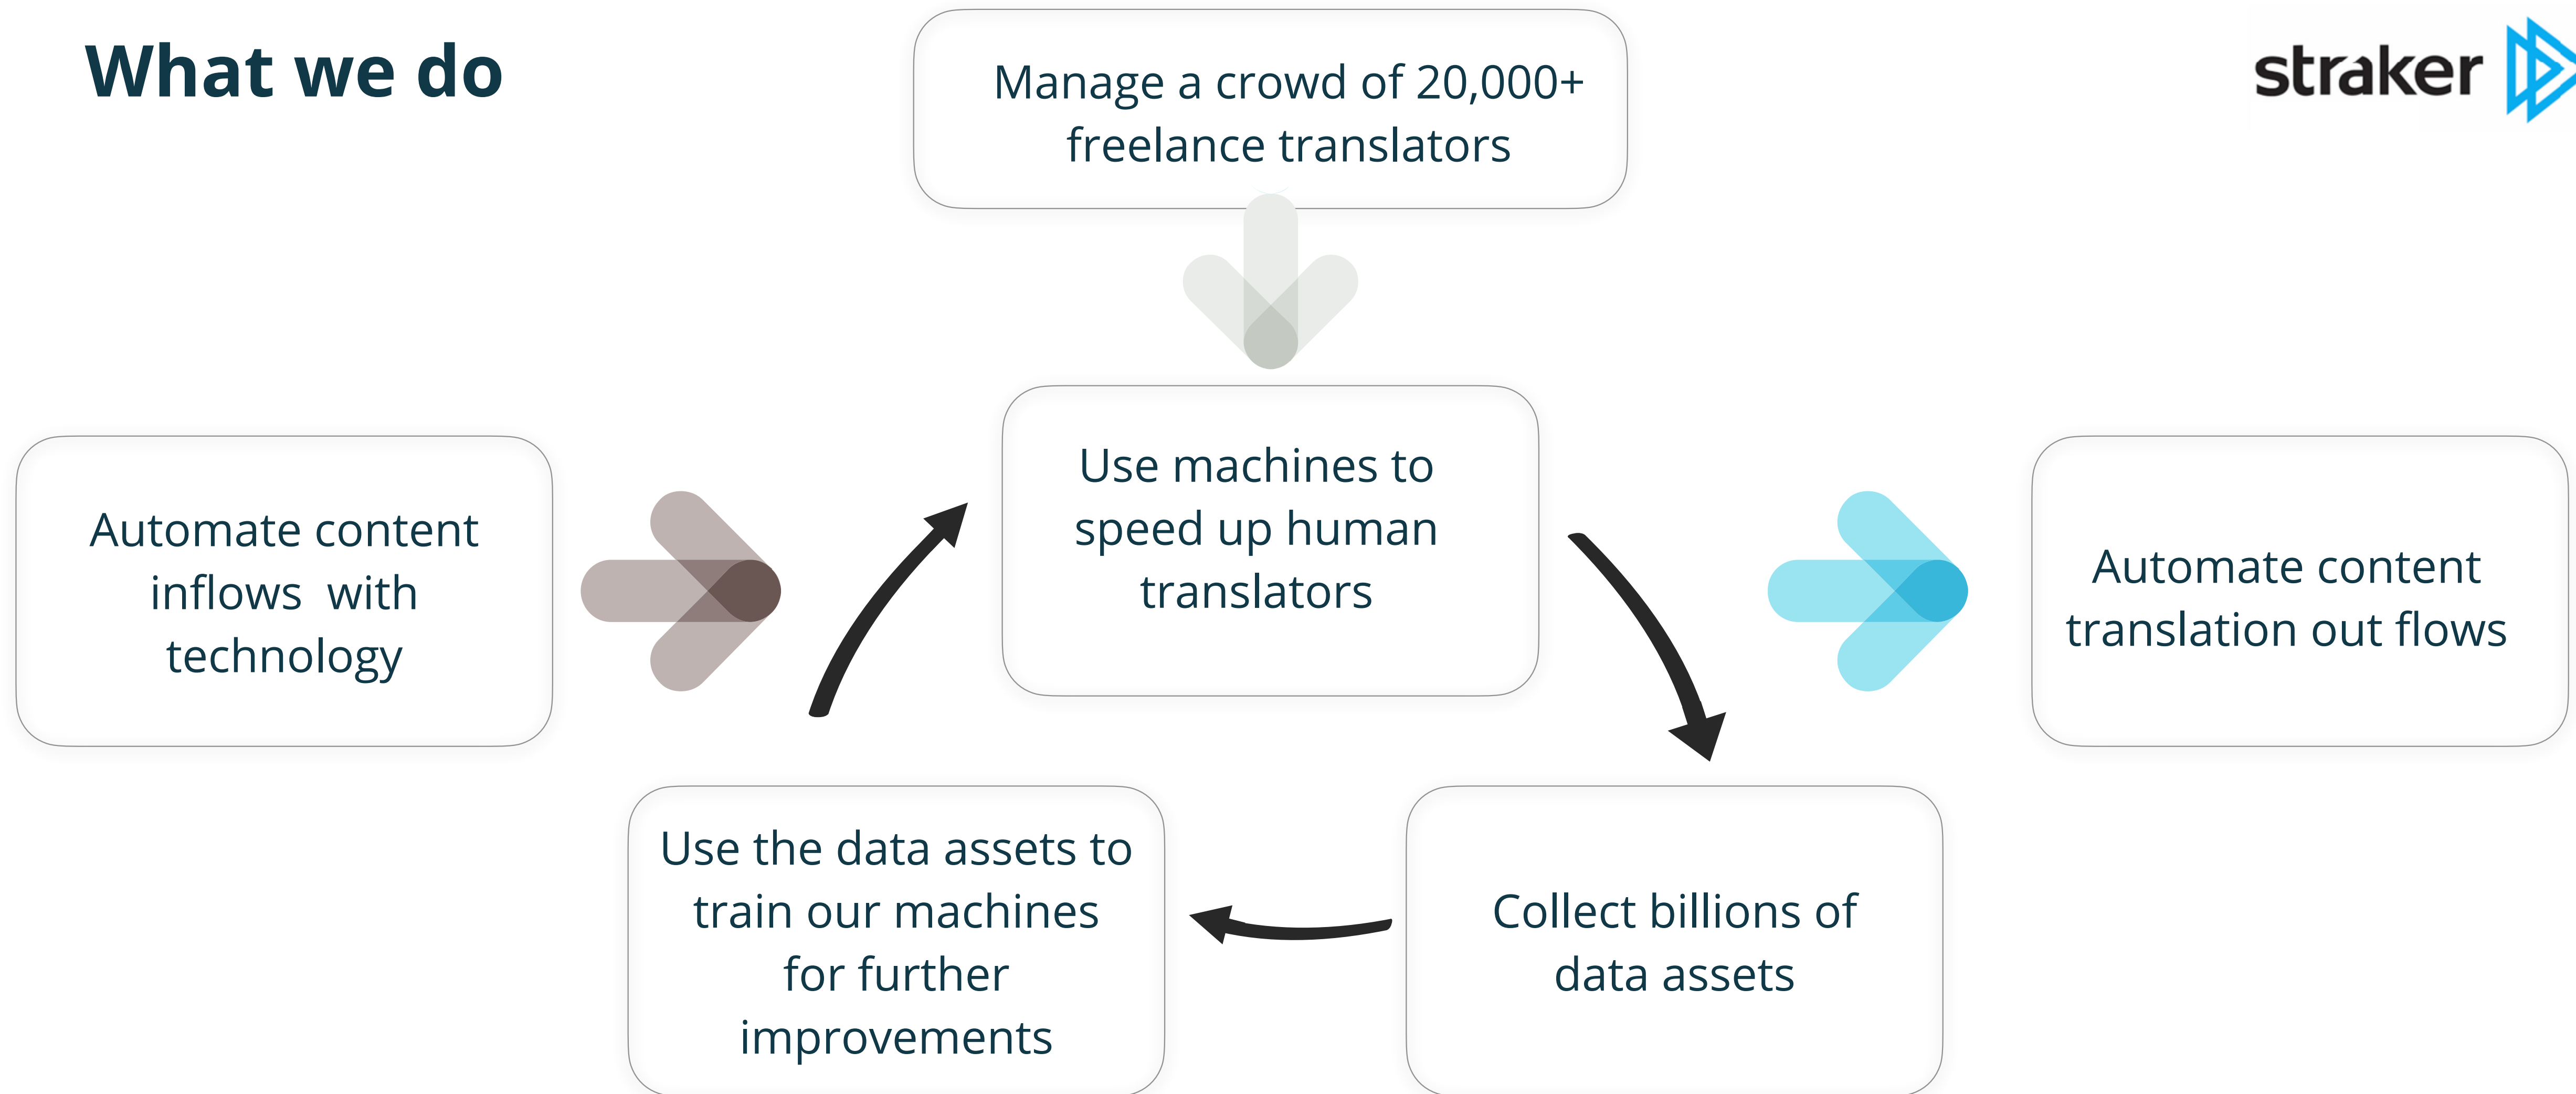 What we do
Manage a crowd of 20,000+
freelance translators
straker
Automate content
inflows with
technology
Use machines to
speed up human
translators
Automate content
translation out flows
Use the data assets to
train our machines
for further
improvements
Collect billions of
data assets